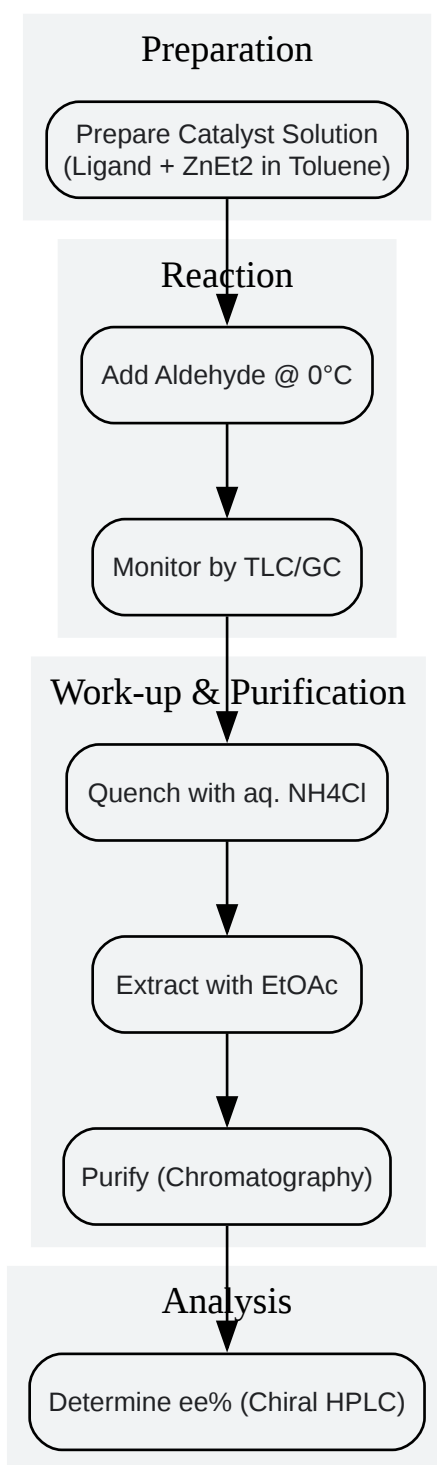 Preparation
Prepare Catalyst Solution
(Ligand + ZnEt2 in Toluene)
Reaction
Add Aldehyde @ 0°C
Monitor by TLC/GC
Work-up & Purification
Quench with aq. NH4Cl
Extract with EtOAc
Purify (Chromatography)
Analysis
Determine ee% (Chiral HPLC)